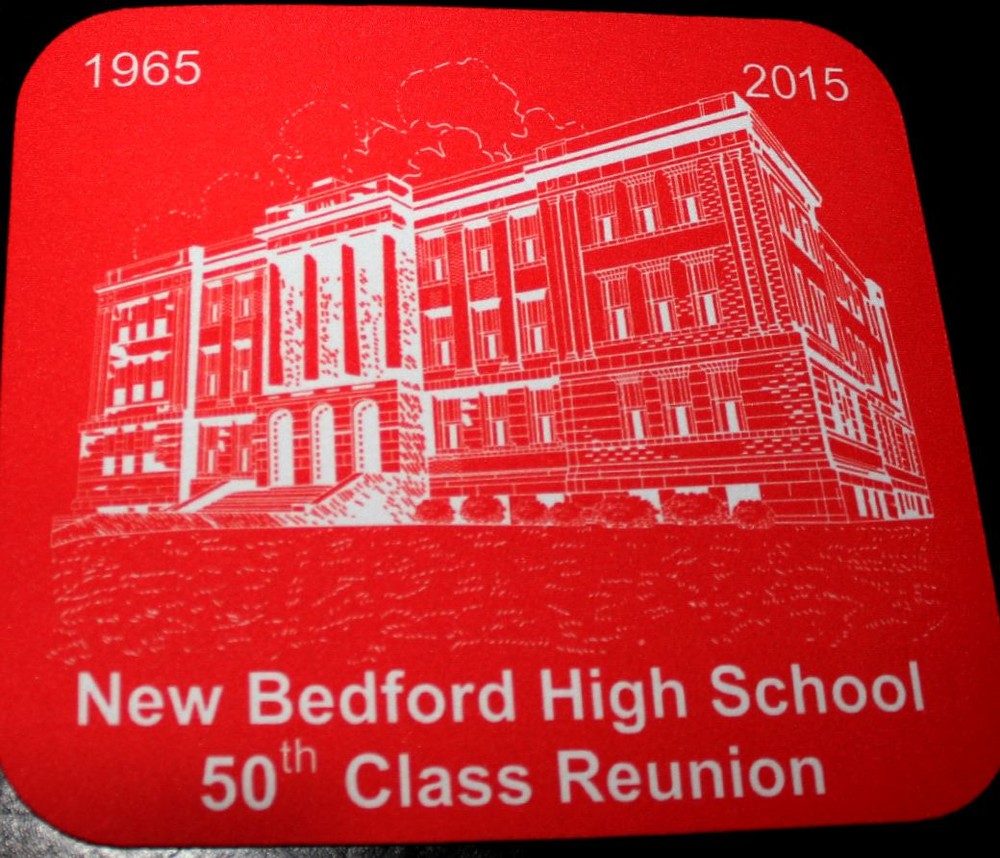 1965
2015
New Bedford High School
50th Class Reunion